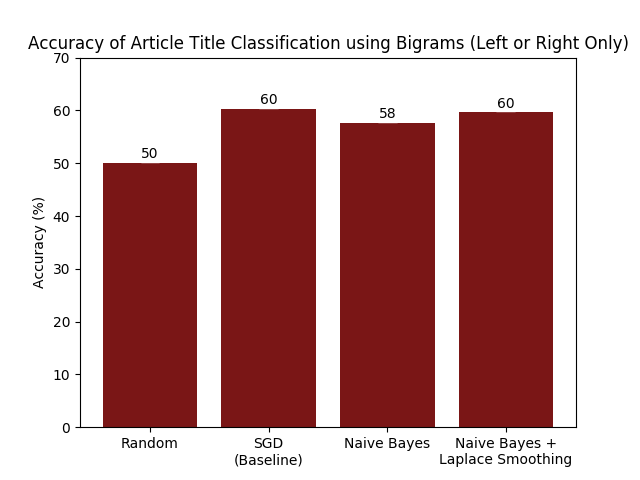 Accuracy of Article Title Classification using Bigrams (Left or Right Only)
70
60
50
40
30
20
10
0
Accuracy (%)
50
60
58
60
Random
SGD
(Baseline)
Naive Bayes
Naive Bayes +
Laplace Smoothing